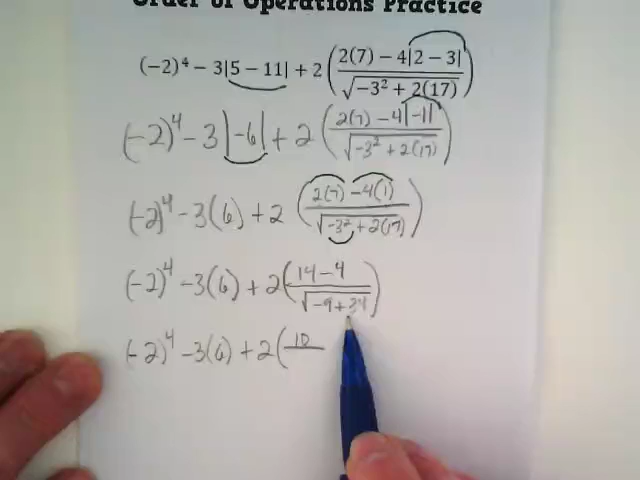 Order of Operations Practice
(−2)⁴ − 3|5 − 11| + 2((2(7) − 4|2 − 3|)/√(−3² + 2(17)))
(−2)⁴ − 3|−6| + 2((2(7) − 4|−1|)/√(−3² + 2(17)))
(−2)⁴ − 3(6) + 2((2(7) − 4(1))/√(−3² + 2(17)))
(−2)⁴ − 3(6) + 2((14 − 4)/√(−9 + 34))
(−2)⁴ − 3(6) + 2(10/